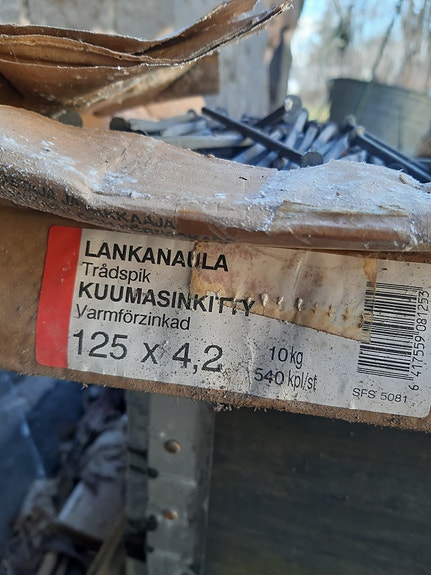 LANKANAULA
Trådspik
KUUMASINKITTY
Varmförzinkad
125 x 4,2
10 kg
540 kpl/st
SFS 5081
6 417559 081253